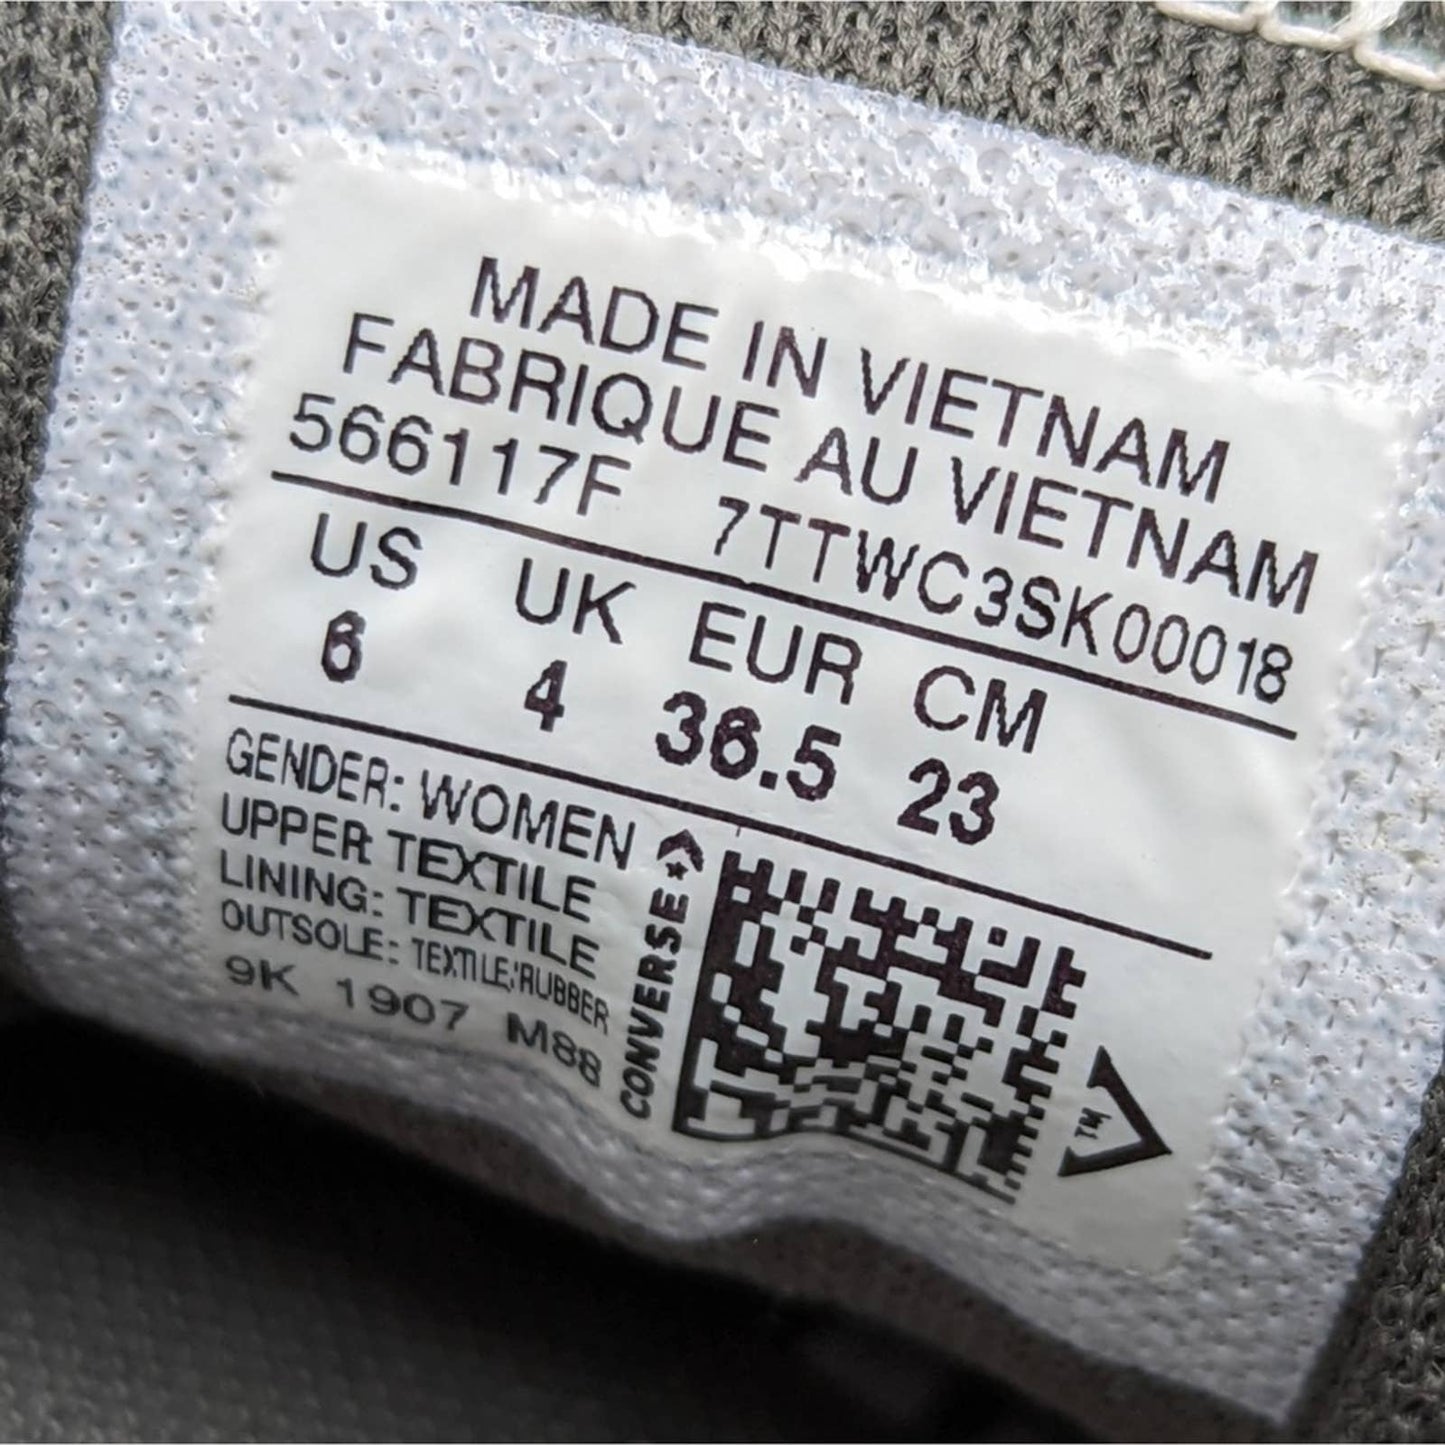 MADE IN VIETNAM
FABRIQUE AU VIETNAM
566117F 7TTWC3SK00018
US UK EUR CM
6 4 36.5 23
GENDER: WOMEN
UPPER: TEXTILE
LINING: TEXTILE
OUTSOLE: TEXTILE/RUBBER
9K 1907 M88
CONVERSE
TM